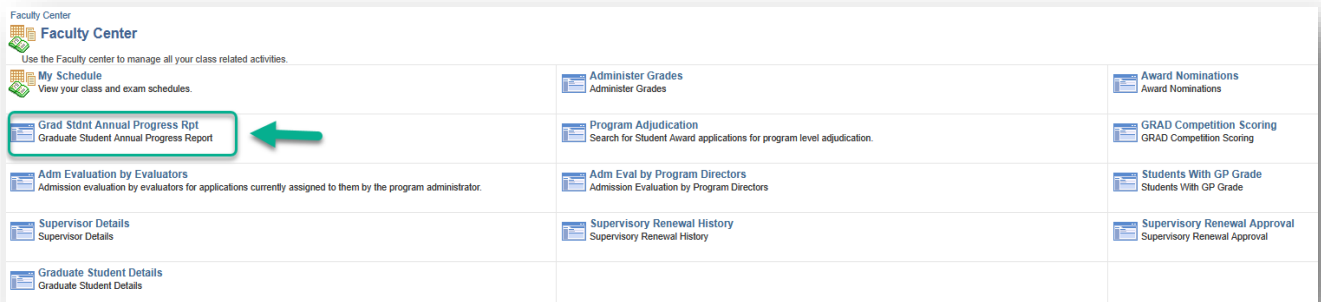 Faculty Center
Faculty Center
Use the Faculty center to manage all your class related activities.
My Schedule
View your class and exam schedules.
Administer Grades
Administer Grades
Award Nominations
Award Nominations
Grad Stdnt Annual Progress Rpt
Graduate Student Annual Progress Report
Program Adjudication
Search for Student Award applications for program level adjudication.
GRAD Competition Scoring
GRAD Competition Scoring
Adm Evaluation by Evaluators
Admission evaluation by evaluators for applications currently assigned to them by the program administrator.
Adm Eval by Program Directors
Admission Evaluation by Program Directors
Students With GP Grade
Students With GP Grade
Supervisor Details
Supervisor Details
Supervisory Renewal History
Supervisory Renewal History
Supervisory Renewal Approval
Supervisory Renewal Approval
Graduate Student Details
Graduate Student Details